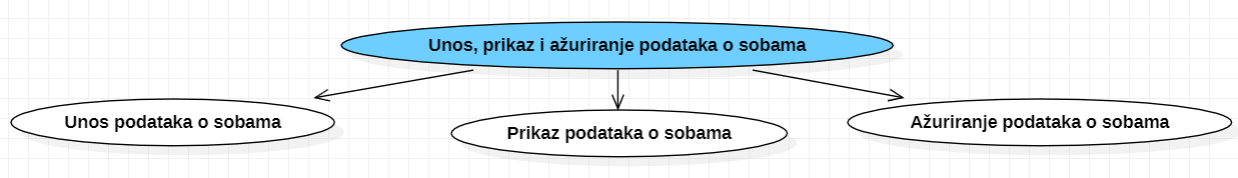 Unos, prikaz i ažuriranje podataka o sobama
Unos podataka o sobama
Prikaz podataka o sobama
Ažuriranje podataka o sobama